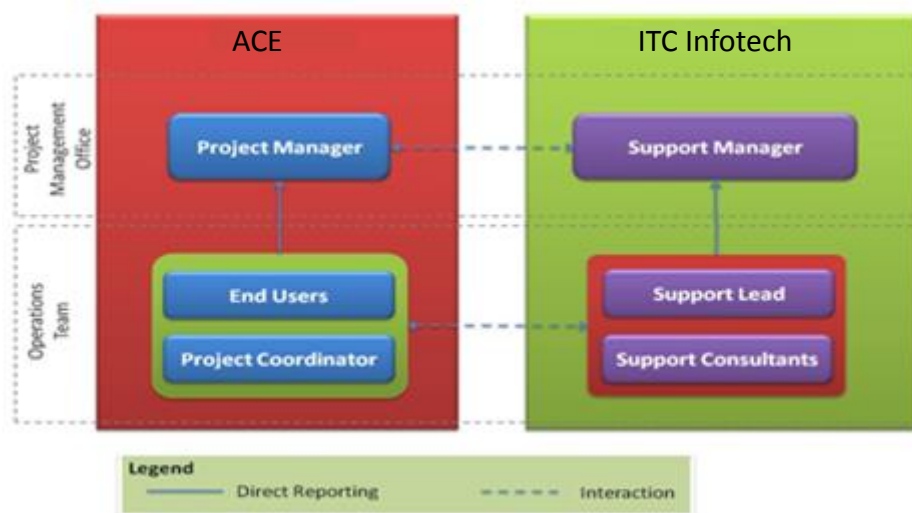 ACE
ITC Infotech
Project
Management
Office
Project Manager
Support Manager
Operations
Team
End Users
Project Coordinator
Support Lead
Support Consultants
Legend
Direct Reporting
Interaction